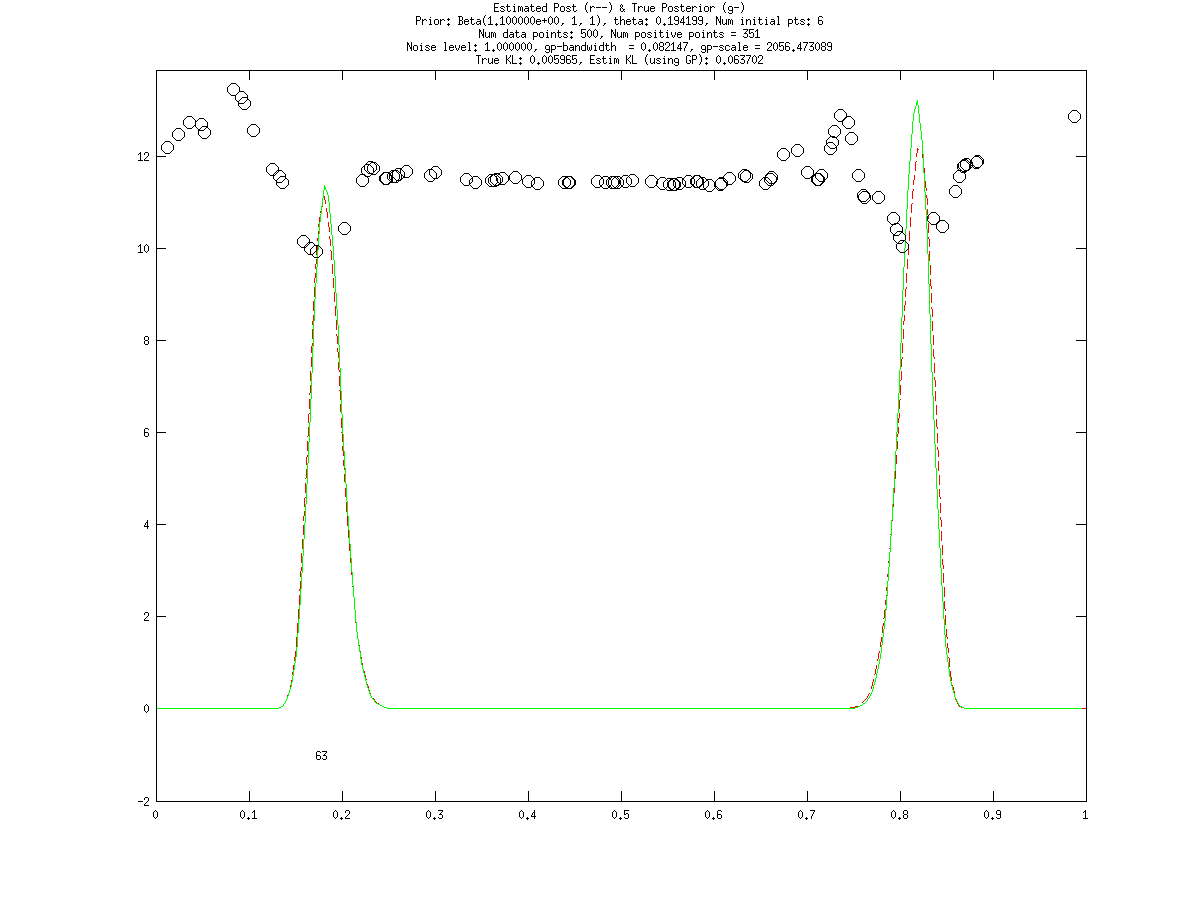 Estimated Post (r--) & True Posterior (g-)
Prior: Beta(1.100000e+00, 1, 1), theta: 0.194199, Num initial pts: 6
Num data points: 500, Num positive points = 351
Noise level: 1.000000, gp-bandwidth  = 0.082147, gp-scale = 2056.473089
True KL: 0.005965, Estim KL (using GP): 0.063702
12
10
8
6
4
2
0
63
-2
0 0.1 0.2 0.3 0.4 0.5 0.6 0.7 0.8 0.9 1